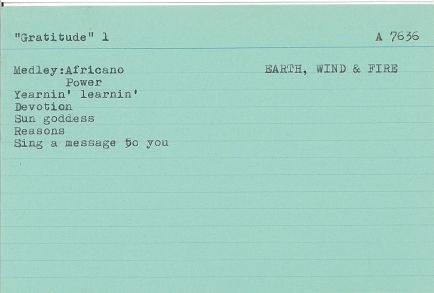 "Gratitude" 1 A 7636
Medley:Africano EARTH, WIND & FIRE
Power
Yearnin' learnin'
Devotion
Sun goddess
Reasons
Sing a message to you